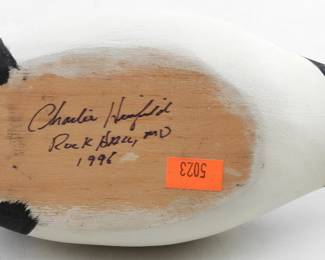 Charlie
Rock Hall, MD
1996
5023